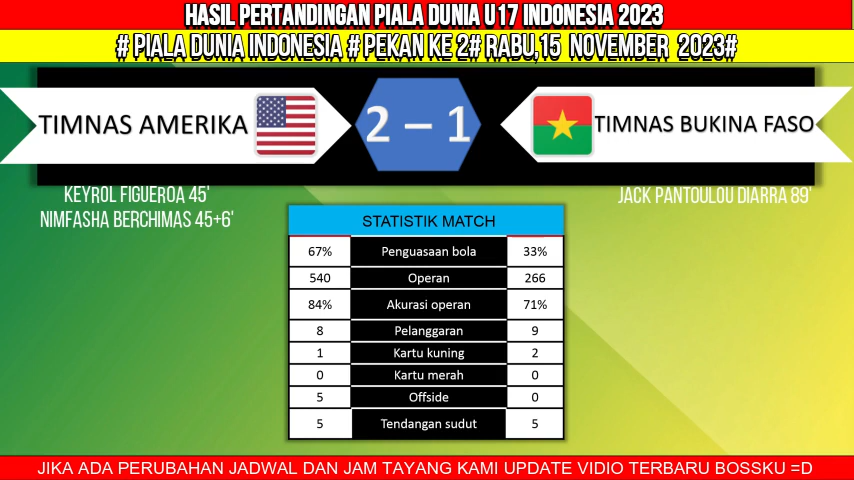 HASIL PERTANDINGAN PIALA DUNIA U17 INDONESIA 2023
# PIALA DUNIA INDONESIA # PEKAN KE 2# RABU,15 NOVEMBER 2023#
TIMNAS AMERIKA 2 – 1 TIMNAS BUKINA FASO
KEYROL FIGUEROA 45' JACK PANTOULOU DIARRA 89'
NIMFASHA BERCHIMAS 45+6'
STATISTIK MATCH
67% Penguasaan bola 33%
540 Operan 266
84% Akurasi operan 71%
8 Pelanggaran 9
1 Kartu kuning 2
0 Kartu merah 0
5 Offside 0
5 Tendangan sudut 5
JIKA ADA PERUBAHAN JADWAL DAN JAM TAYANG KAMI UPDATE VIDIO TERBARU BOSSKU =D